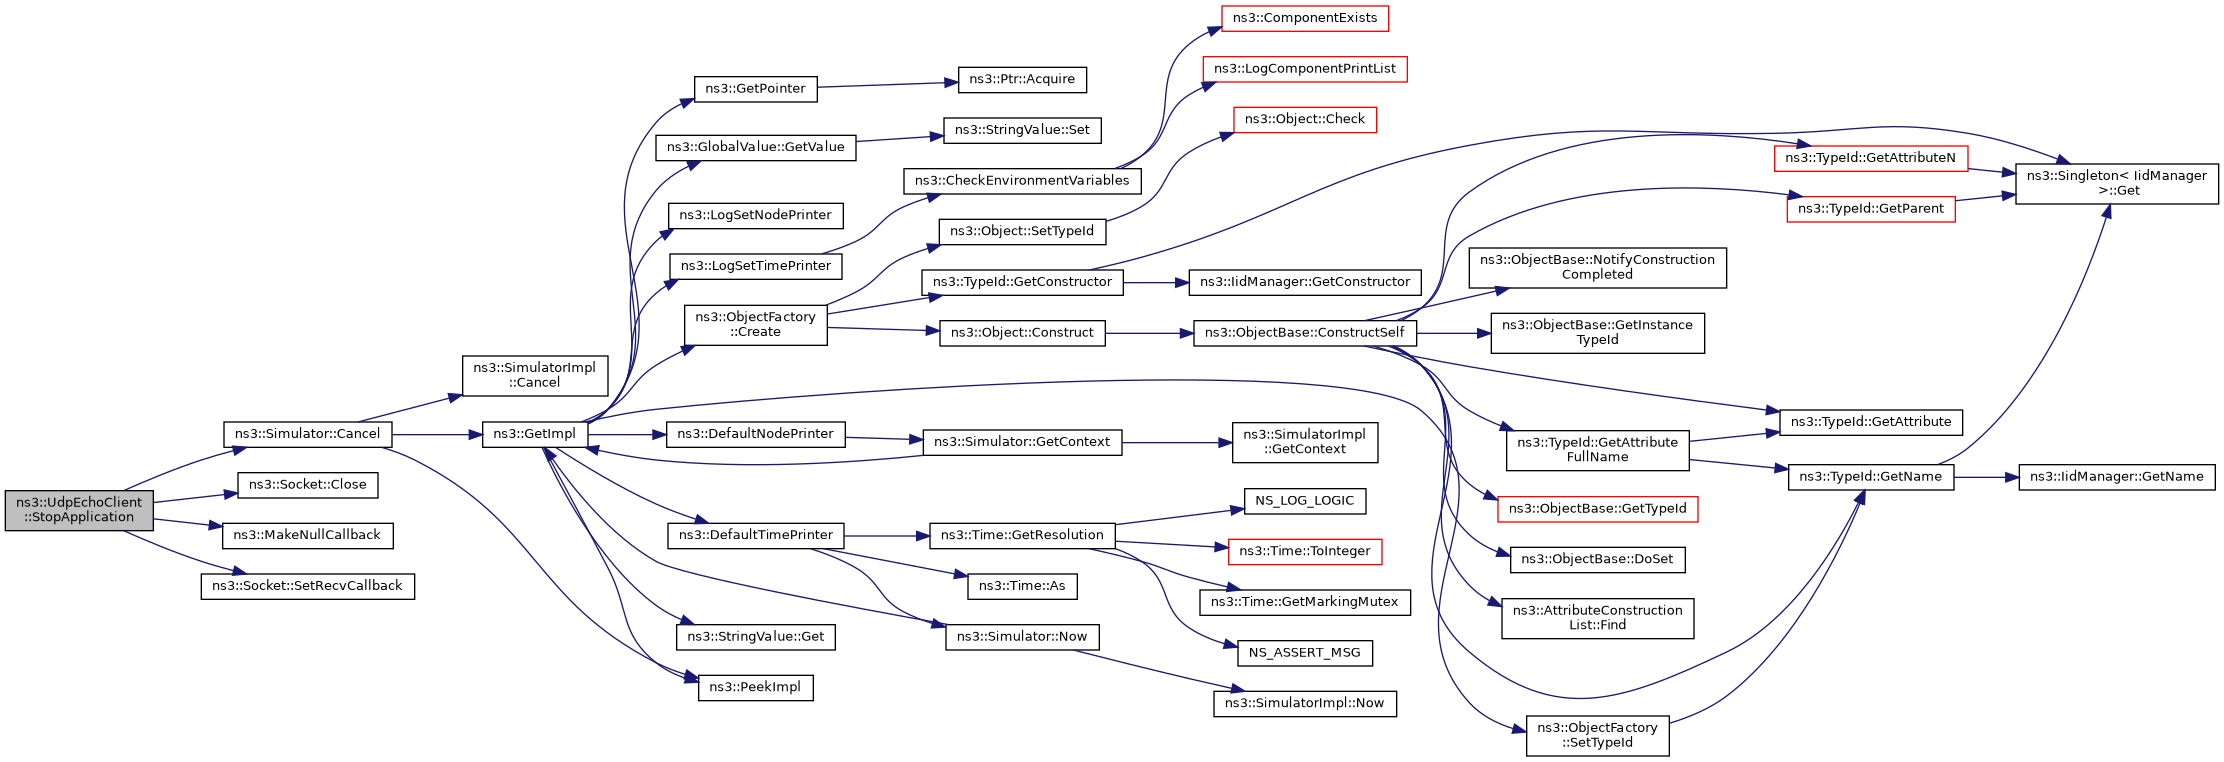 ns3::UdpEchoClient
::StopApplication
ns3::Simulator::Cancel
ns3::Socket::Close
ns3::MakeNullCallback
ns3::Socket::SetRecvCallback
ns3::SimulatorImpl
::Cancel
ns3::GetImpl
ns3::GetPointer
ns3::GlobalValue::GetValue
ns3::LogSetNodePrinter
ns3::LogSetTimePrinter
ns3::ObjectFactory
::Create
ns3::DefaultNodePrinter
ns3::DefaultTimePrinter
ns3::StringValue::Get
ns3::PeekImpl
ns3::Ptr::Acquire
ns3::StringValue::Set
ns3::CheckEnvironmentVariables
ns3::Object::SetTypeId
ns3::TypeId::GetConstructor
ns3::Object::Construct
ns3::Simulator::GetContext
ns3::Time::GetResolution
ns3::Time::As
ns3::Simulator::Now
ns3::ComponentExists
ns3::LogComponentPrintList
ns3::Object::Check
ns3::IidManager::GetConstructor
ns3::ObjectBase::ConstructSelf
ns3::SimulatorImpl
::GetContext
NS_LOG_LOGIC
ns3::Time::ToInteger
ns3::Time::GetMarkingMutex
NS_ASSERT_MSG
ns3::SimulatorImpl::Now
ns3::ObjectBase::NotifyConstruction
Completed
ns3::ObjectBase::GetInstance
TypeId
ns3::TypeId::GetAttribute
FullName
ns3::ObjectBase::GetTypeId
ns3::ObjectBase::DoSet
ns3::AttributeConstruction
List::Find
ns3::ObjectFactory
::SetTypeId
ns3::TypeId::GetAttributeN
ns3::TypeId::GetParent
ns3::TypeId::GetAttribute
ns3::TypeId::GetName
ns3::Singleton< IidManager
>::Get
ns3::IidManager::GetName